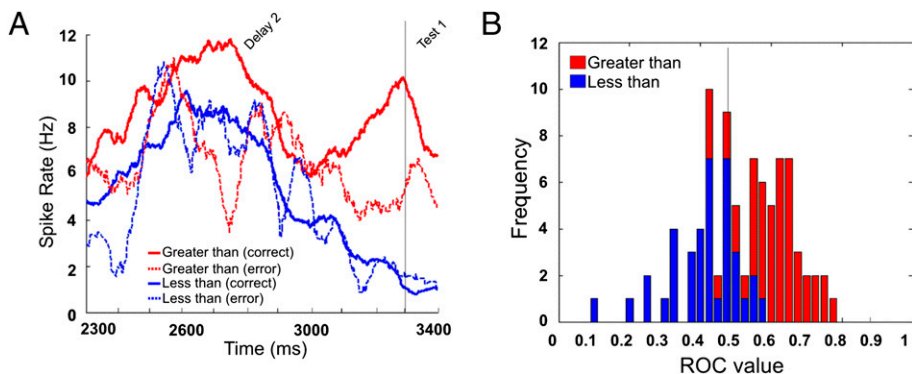 A
Delay 2
Test 1
12
10
8
6
4
2
0
Spike Rate (Hz)
Greater than (correct)
Greater than (error)
Less than (correct)
Less than (error)
2300
2600
3000
3400
Time (ms)
B
12
10
8
6
4
2
0
Frequency
Greater than
Less than
0
0.1
0.2
0.3
0.4
0.5
0.6
0.7
0.8
0.9
1
ROC value